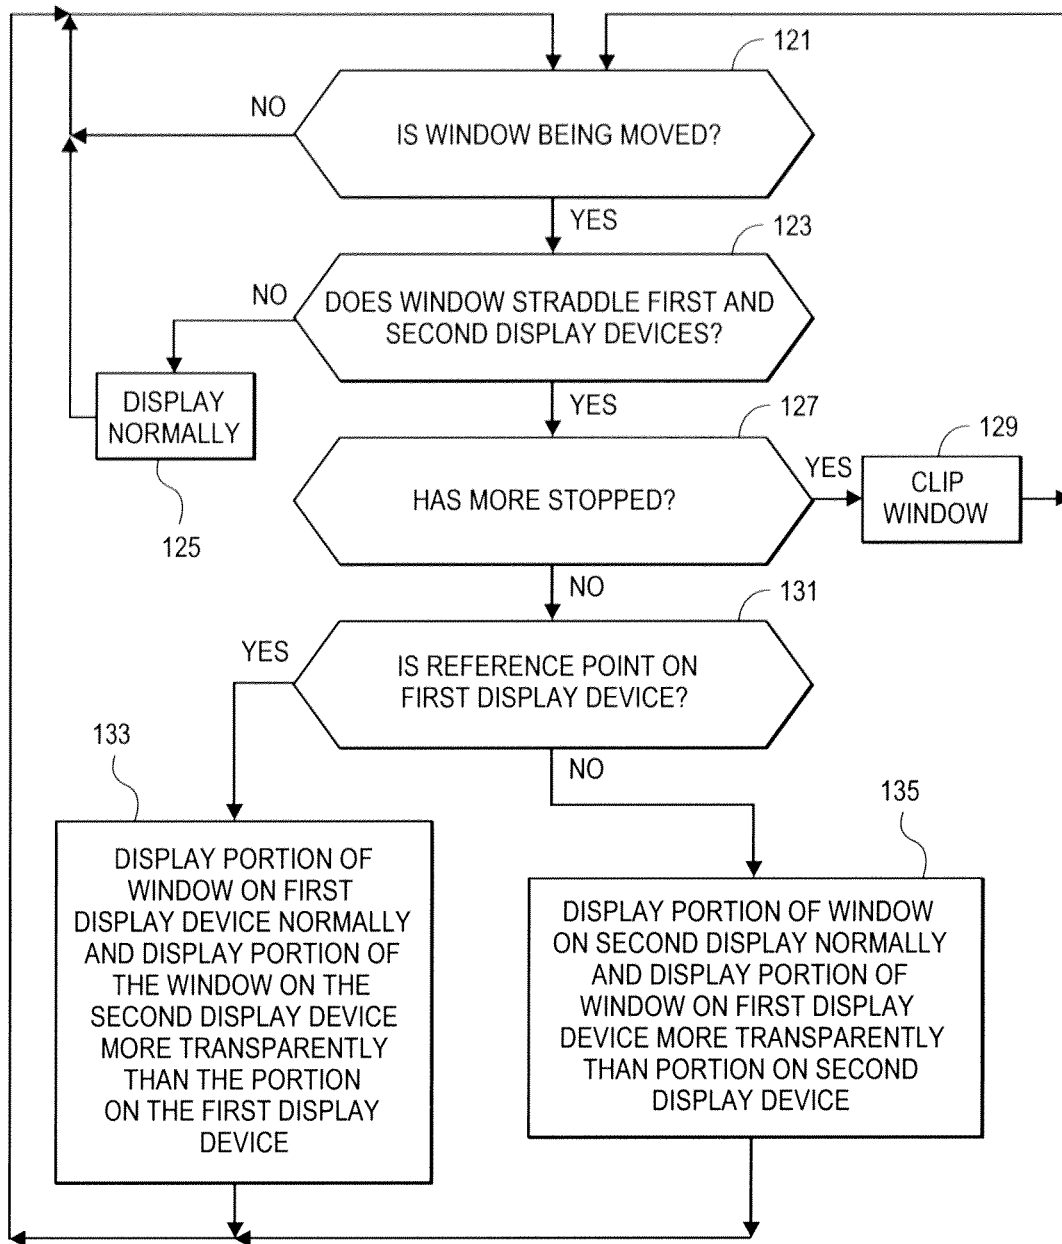 121
NO
IS WINDOW BEING MOVED?
YES
123
NO
DOES WINDOW STRADDLE FIRST AND
SECOND DISPLAY DEVICES?
DISPLAY
NORMALLY
125
YES
127
HAS MORE STOPPED?
YES
129
CLIP
WINDOW
NO
131
YES
IS REFERENCE POINT ON
FIRST DISPLAY DEVICE?
133
NO
135
DISPLAY PORTION OF
WINDOW ON FIRST
DISPLAY DEVICE NORMALLY
AND DISPLAY PORTION OF
THE WINDOW ON THE
SECOND DISPLAY DEVICE
MORE TRANSPARENTLY
THAN THE PORTION
ON THE FIRST DISPLAY
DEVICE
DISPLAY PORTION OF WINDOW
ON SECOND DISPLAY NORMALLY
AND DISPLAY PORTION OF
WINDOW ON FIRST DISPLAY
DEVICE MORE TRANSPARENTLY
THAN PORTION ON SECOND
DISPLAY DEVICE